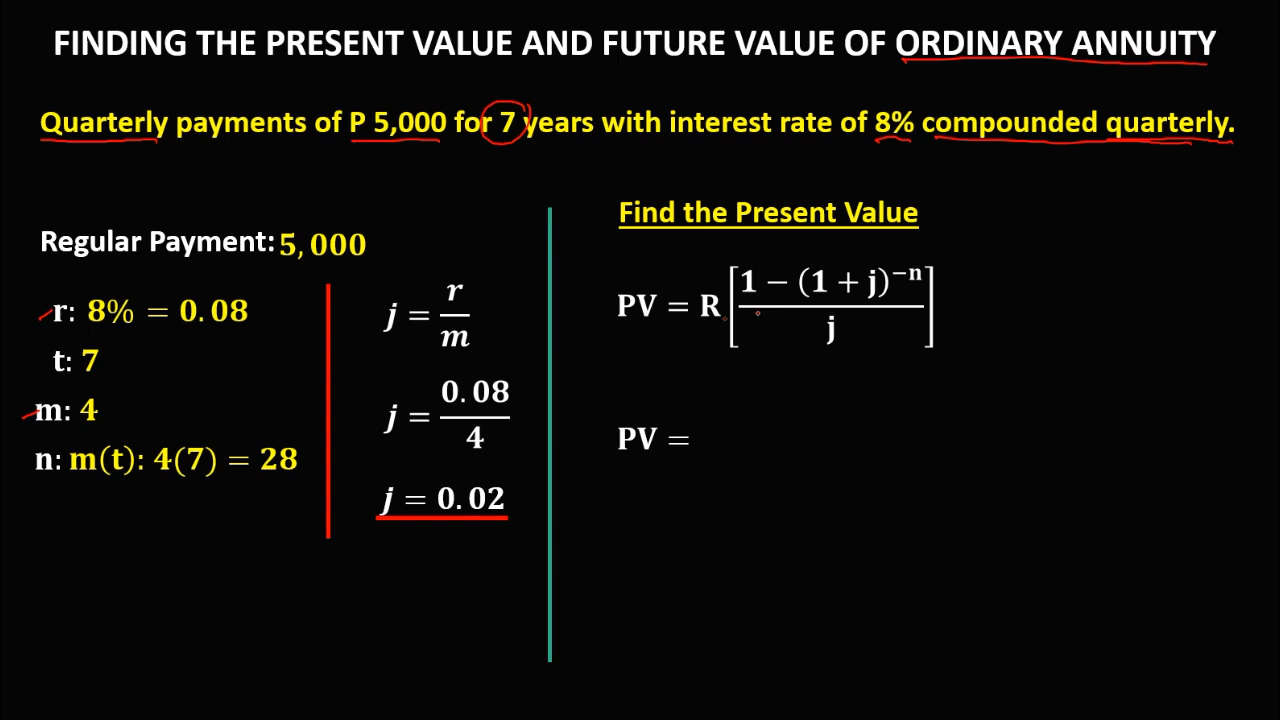 FINDING THE PRESENT VALUE AND FUTURE VALUE OF ORDINARY ANNUITY
Quarterly payments of P 5,000 for 7 years with interest rate of 8% compounded quarterly.
Regular Payment: 5,000
r: 8% = 0.08
t: 7
m: 4
n: m(t): 4(7) = 28
j = r/m
j = 0.08/4
j = 0.02
Find the Present Value
PV = R[(1 − (1 + j)⁻ⁿ)/j]
PV =